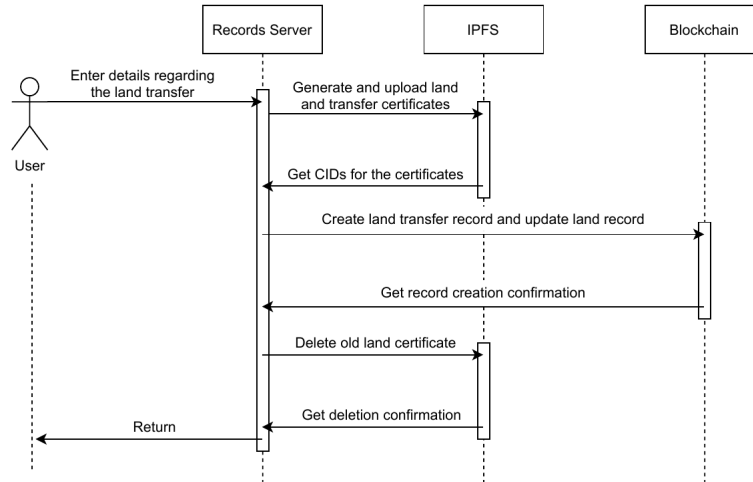 Records Server
IPFS
Blockchain
Enter details regarding
the land transfer
Generate and upload land
and transfer certificates
User
Get CIDs for the certificates
Create land transfer record and update land record
Get record creation confirmation
Delete old land certificate
Get deletion confirmation
Return